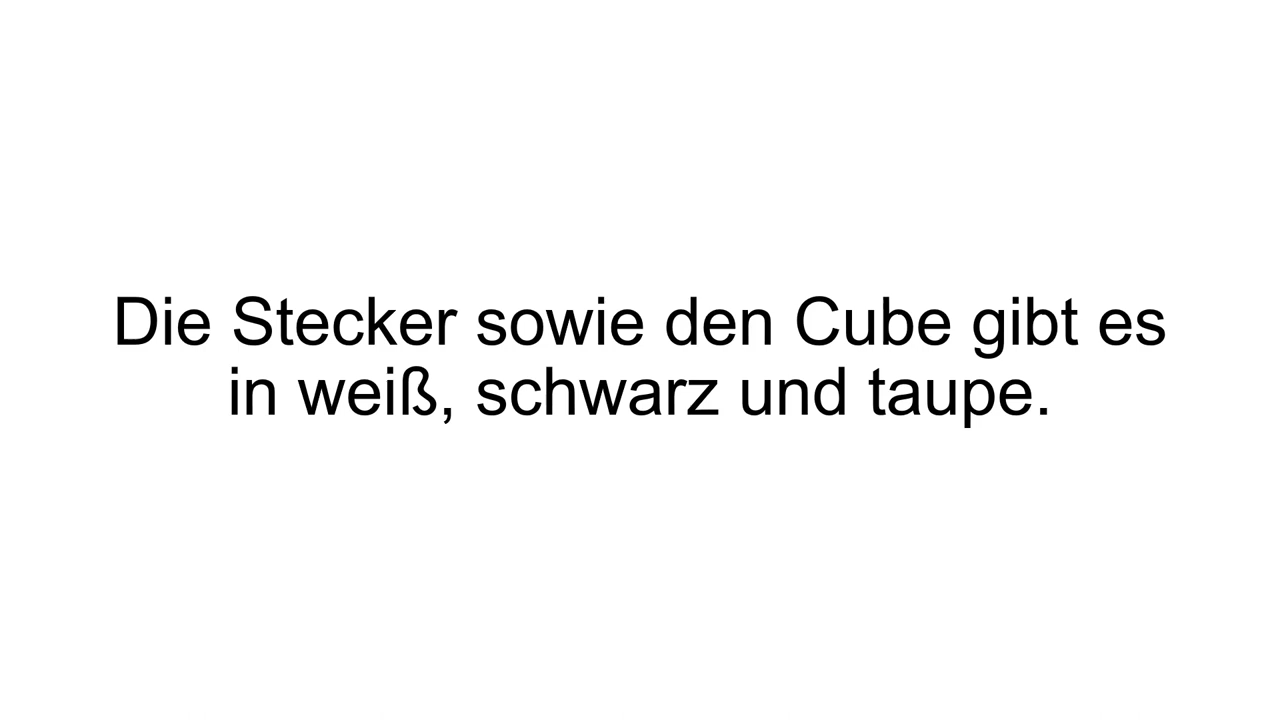 Die Stecker sowie den Cube gibt es
in weiß, schwarz und taupe.